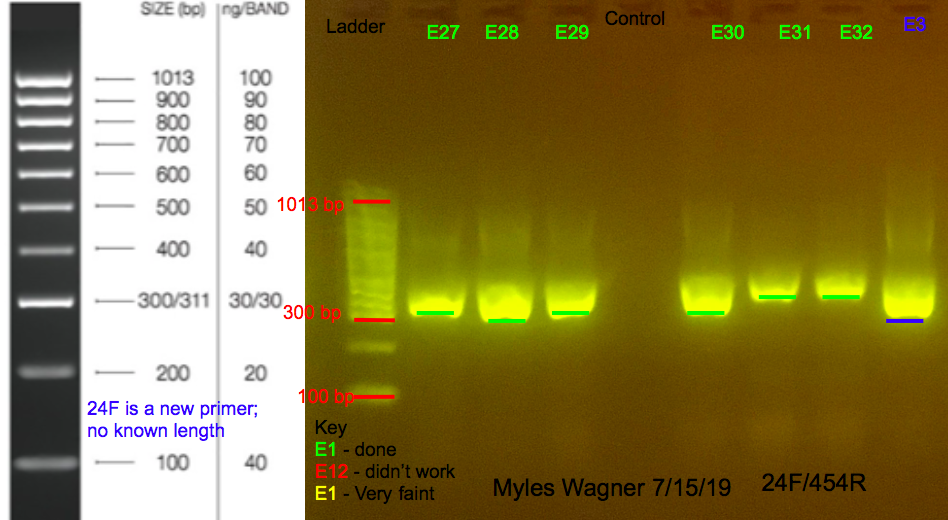 SIZE (bp) ng/BAND
1013 100
900 90
800 80
700 70
600 60
500 50
400 40
300/311 30/30
200 20
100 40
24F is a new primer;
no known length
Ladder E27 E28 E29 Control E30 E31 E32 E3
1013 bp
300 bp
100 bp
Key
E1 - done
E12 - didn't work
E1 - Very faint
Myles Wagner 7/15/19 24F/454R